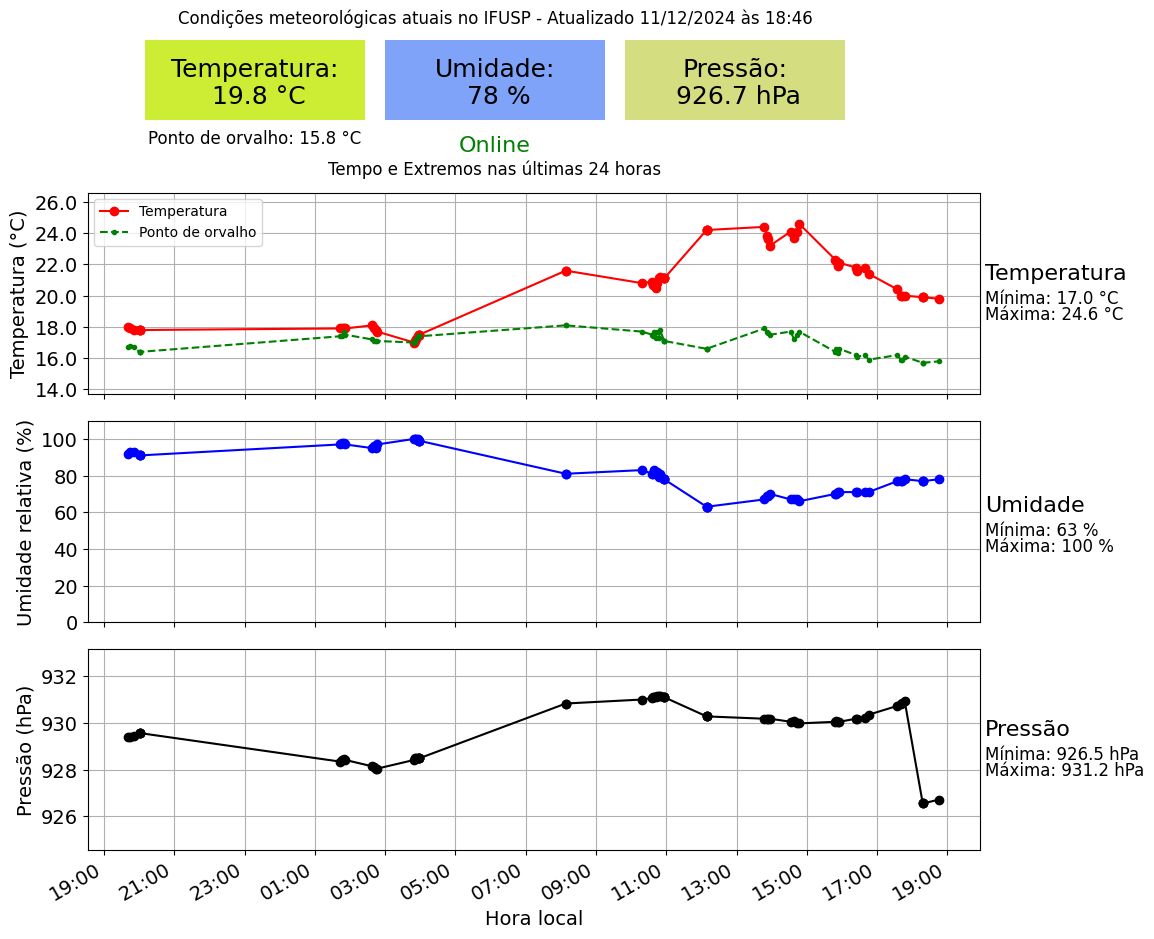 Condições meteorológicas atuais no IFUSP - Atualizado 11/12/2024 às 18:46
Temperatura:
19.8 °C
Umidade:
78 %
Pressão:
926.7 hPa
Ponto de orvalho: 15.8 °C
Online
Tempo e Extremos nas últimas 24 horas
Temperatura (°C)
26.0
24.0
22.0
20.0
18.0
16.0
14.0
Temperatura
Ponto de orvalho
Temperatura
Mínima: 17.0 °C
Máxima: 24.6 °C
Umidade relativa (%)
100
80
60
40
20
0
Umidade
Mínima: 63 %
Máxima: 100 %
Pressão (hPa)
932
930
928
926
Pressão
Mínima: 926.5 hPa
Máxima: 931.2 hPa
19:00 21:00 23:00 01:00 03:00 05:00 07:00 09:00 11:00 13:00 15:00 17:00 19:00
Hora local